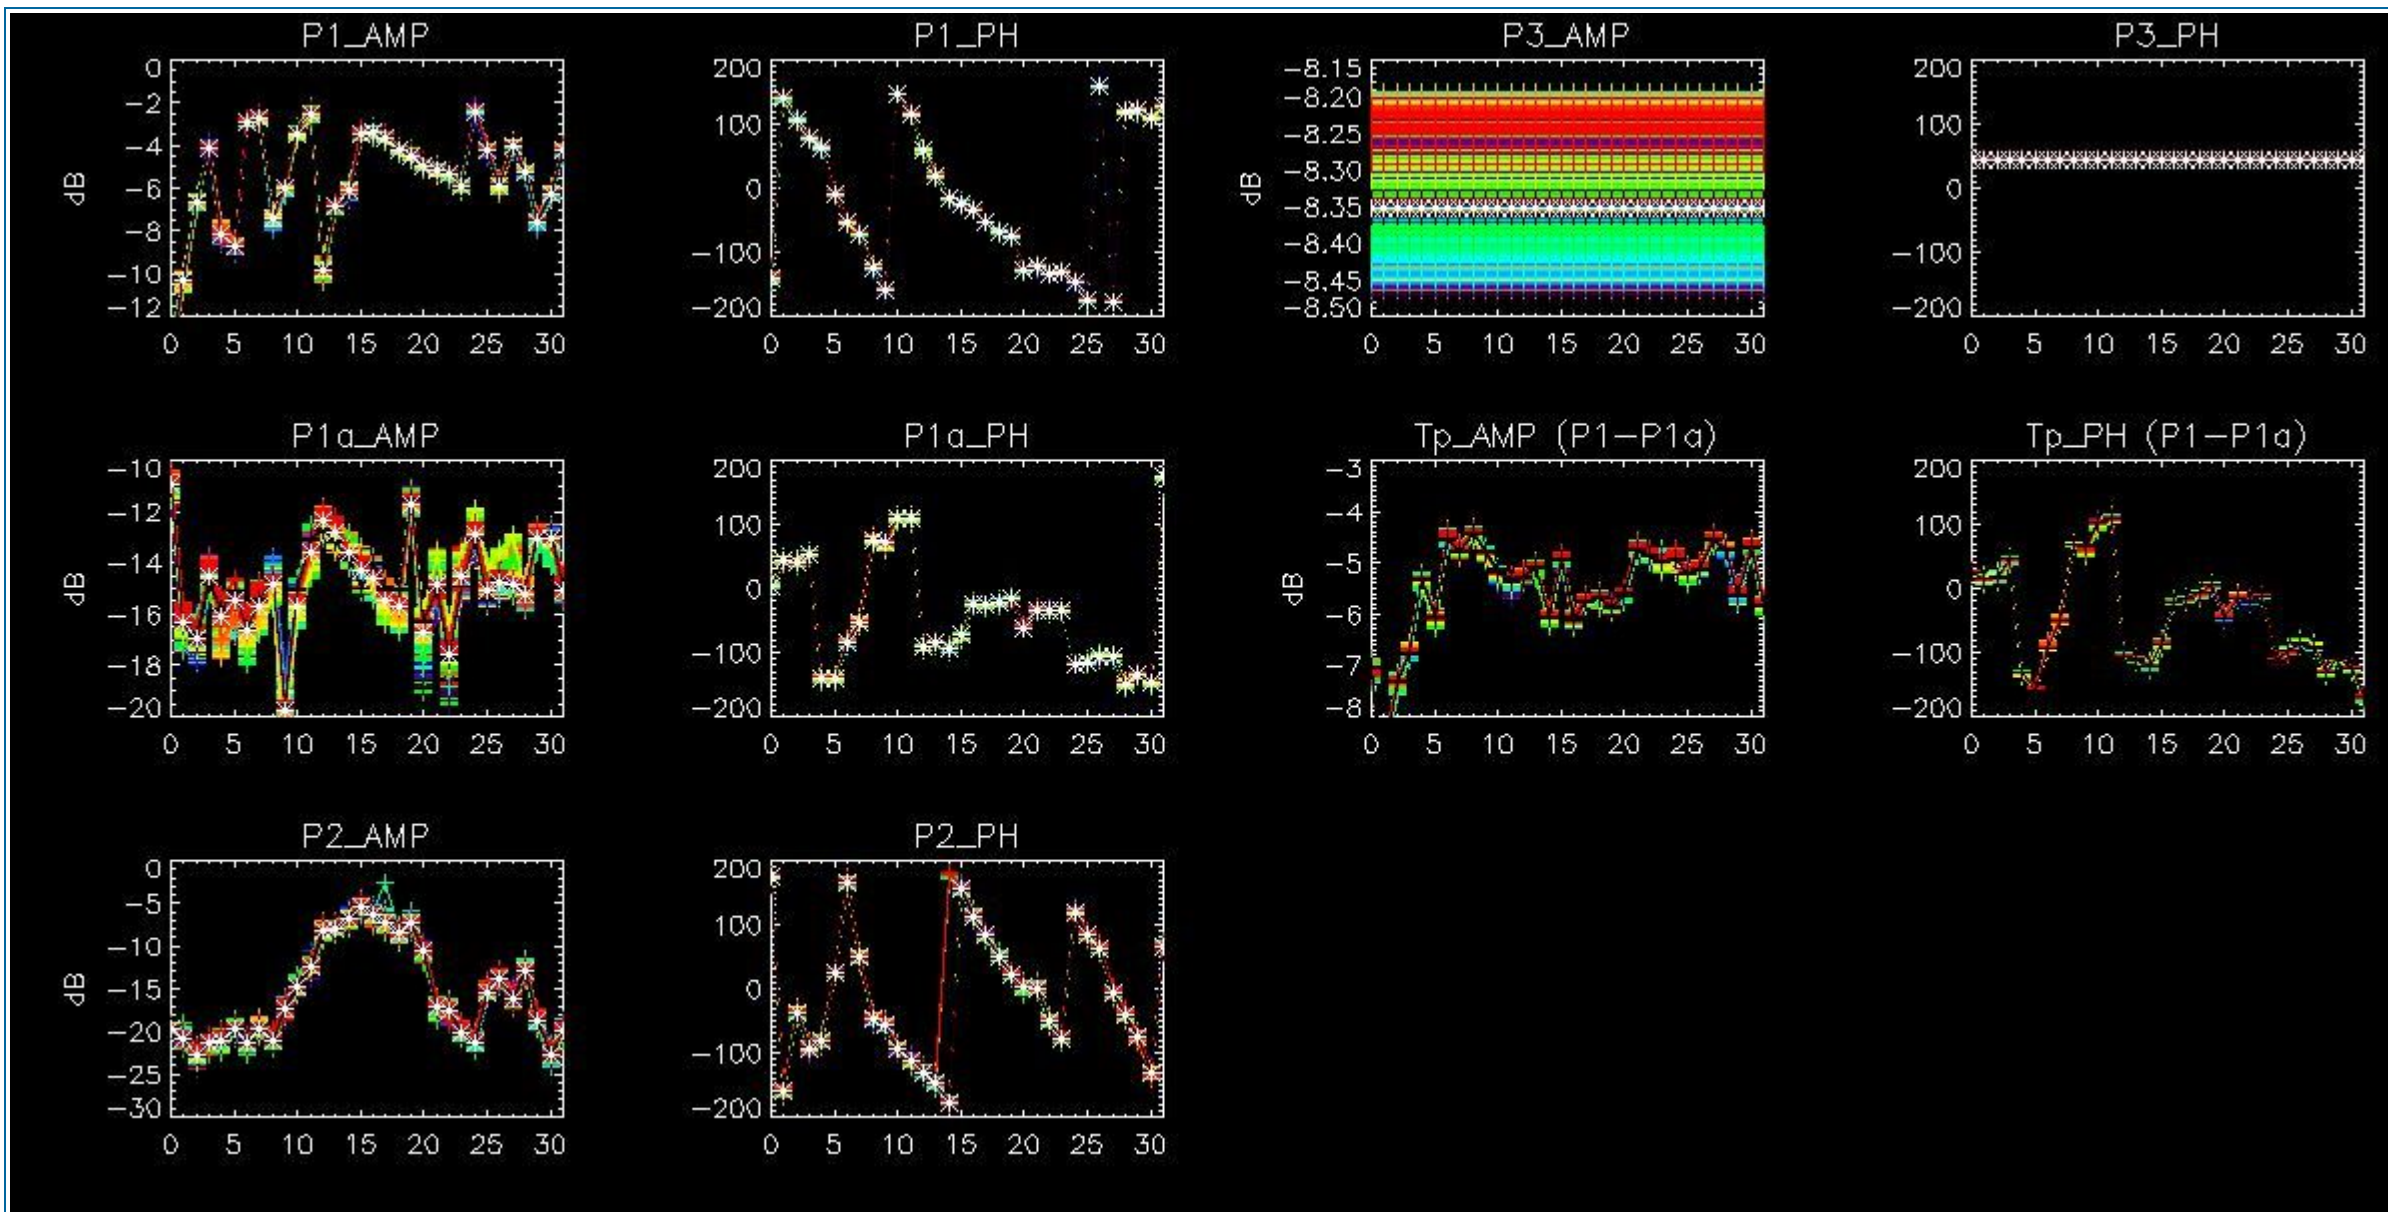 P1_AMP
0
−2
−4
−6
−8
−10
−12
dB
0 5 10 15 20 25 30
P1_PH
200
100
0
−100
−200
0 5 10 15 20 25 30
P3_AMP
−8.15
−8.20
−8.25
−8.30
−8.35
−8.40
−8.45
−8.50
dB
0 5 10 15 20 25 30
P3_PH
200
100
0
−100
−200
0 5 10 15 20 25 30
P1a_AMP
−10
−12
−14
−16
−18
−20
dB
0 5 10 15 20 25 30
P1a_PH
200
100
0
−100
−200
0 5 10 15 20 25 30
Tp_AMP (P1−P1a)
−3
−4
−5
−6
−7
−8
dB
0 5 10 15 20 25 30
Tp_PH (P1−P1a)
200
100
0
−100
−200
0 5 10 15 20 25 30
P2_AMP
0
−5
−10
−15
−20
−25
−30
dB
0 5 10 15 20 25 30
P2_PH
200
100
0
−100
−200
0 5 10 15 20 25 30